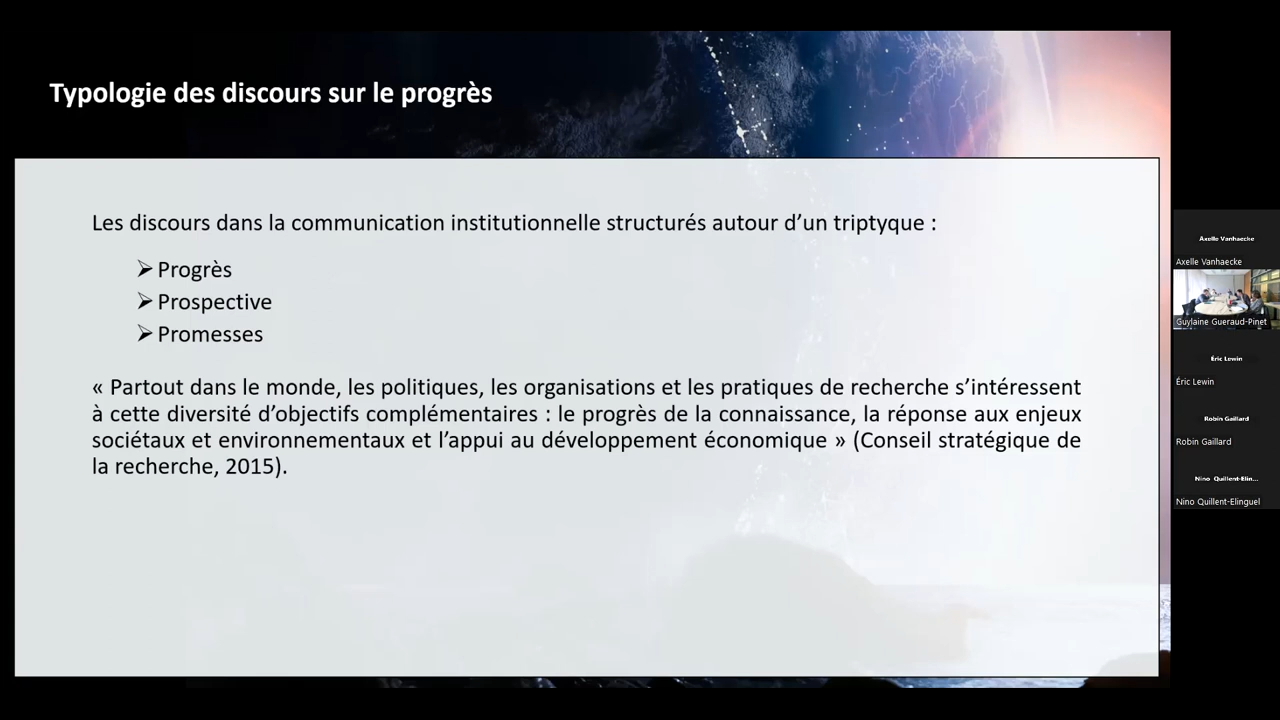 Typologie des discours sur le progrès
Les discours dans la communication institutionnelle structurés autour d’un triptyque :
➢ Progrès
➢ Prospective
➢ Promesses
« Partout dans le monde, les politiques, les organisations et les pratiques de recherche s’intéressent
à cette diversité d’objectifs complémentaires : le progrès de la connaissance, la réponse aux enjeux
sociétaux et environnementaux et l’appui au développement économique » (Conseil stratégique de
la recherche, 2015).
Axelle Vanhaecke
Axelle Vanhaecke
Guylaine Gueraud-Pinet
Éric Lewin
Éric Lewin
Robin Gaillard
Robin Gaillard
Nino Quillent-Elin...
Nino Quillent-Elinguel